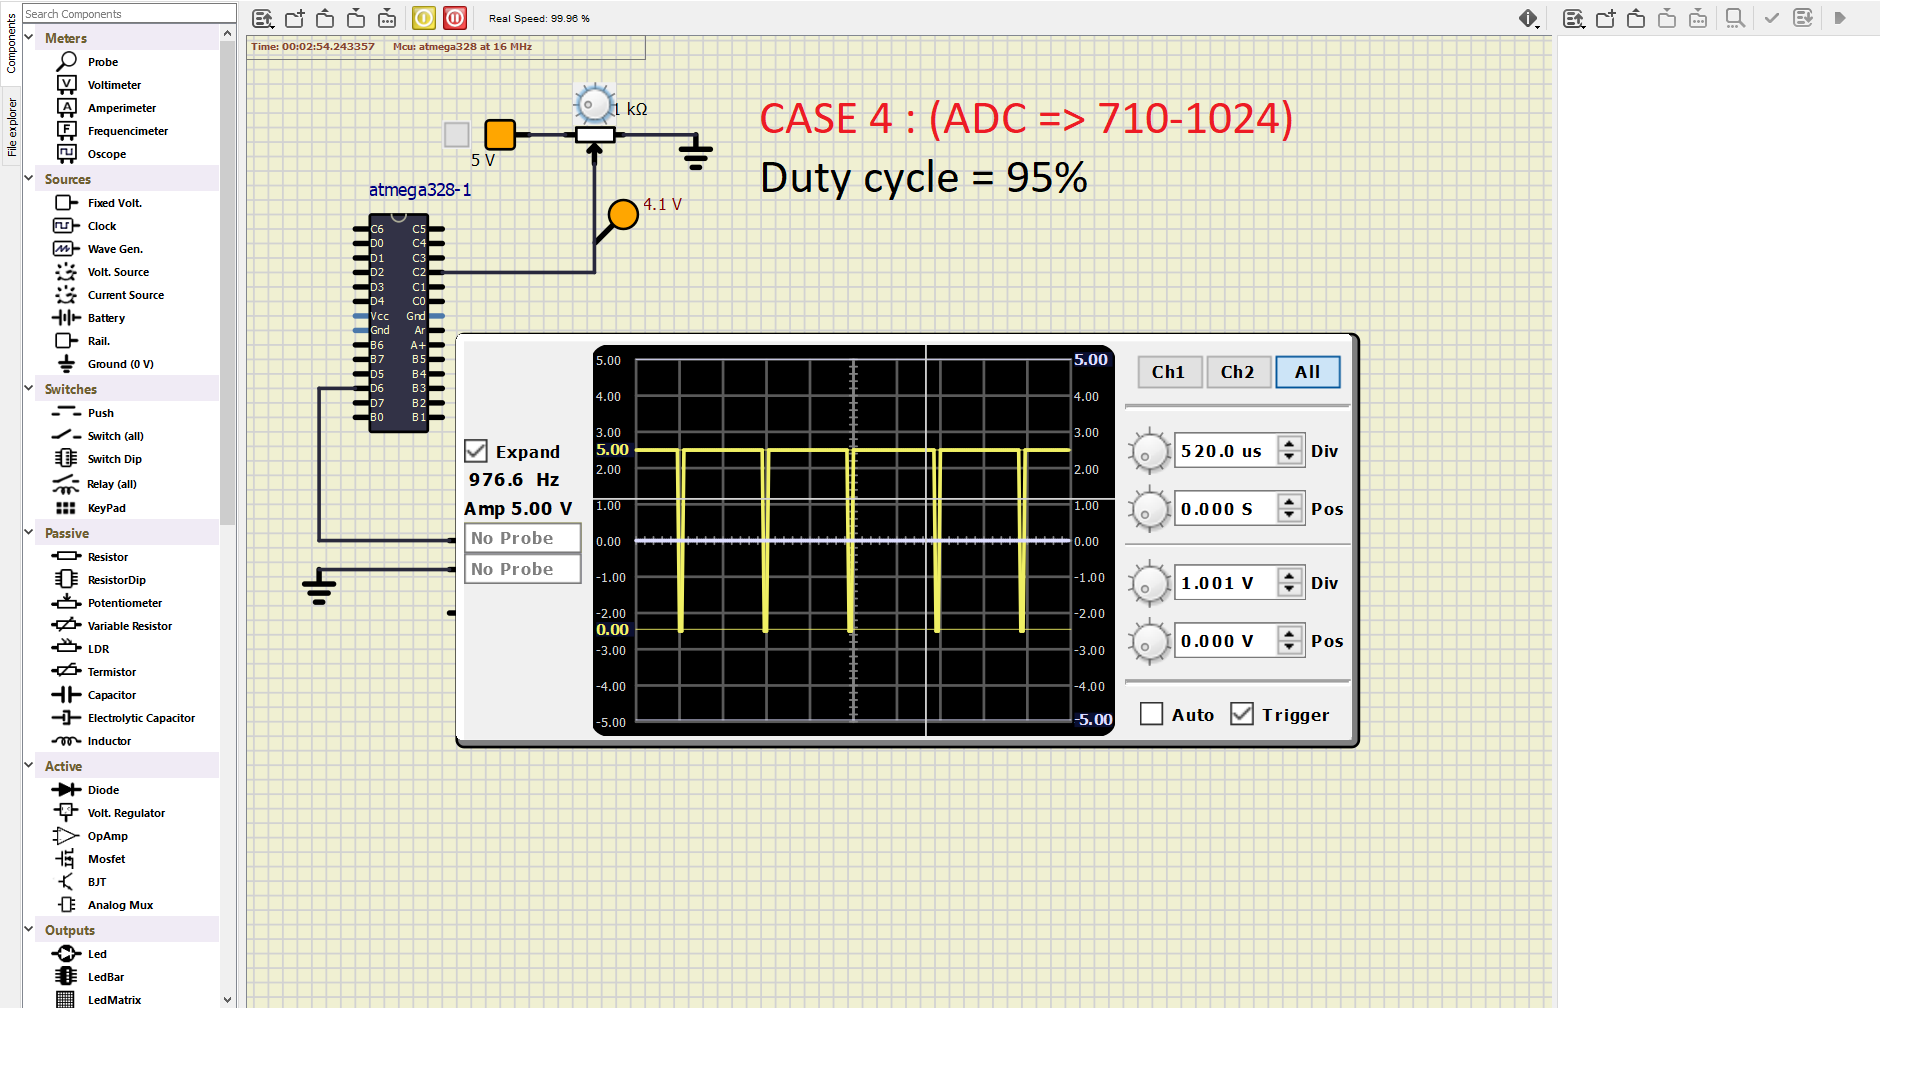 Components
File explorer
Search Components
Meters
Probe
Voltimeter
Amperimeter
Frequencimeter
Oscope
Sources
Fixed Volt.
Clock
Wave Gen.
Volt. Source
Current Source
Battery
Rail.
Ground (0 V)
Switches
Push
Switch (all)
Switch Dip
Relay (all)
KeyPad
Passive
Resistor
ResistorDip
Potentiometer
Variable Resistor
LDR
Termistor
Capacitor
Electrolytic Capacitor
Inductor
Active
Diode
Volt. Regulator
OpAmp
Mosfet
BJT
Analog Mux
Outputs
Led
LedBar
LedMatrix
Real Speed: 99.96 %
Time: 00:02:54.243357 Mcu: atmega328 at 16 MHz
1 kΩ
5 V
4.1 V
CASE 4 : (ADC => 710-1024)
Duty cycle = 95%
atmega328-1
C6 C5
D0 C4
D1 C3
D2 C2
D3 C1
D4 C0
Vcc Gnd
Gnd Ar
B6 A+
B7 B5
D5 B4
D6 B3
D7 B2
B0 B1
Expand
976.6 Hz
Amp 5.00 V
No Probe
No Probe
5.00 5.00
4.00 4.00
3.00 3.00
5.00
2.00 2.00
1.00 1.00
0.00 0.00
-1.00 -1.00
-2.00 -2.00
0.00
-3.00 -3.00
-4.00 -4.00
-5.00 -5.00
Ch1 Ch2 All
520.0 us Div
0.000 S Pos
1.001 V Div
0.000 V Pos
Auto Trigger